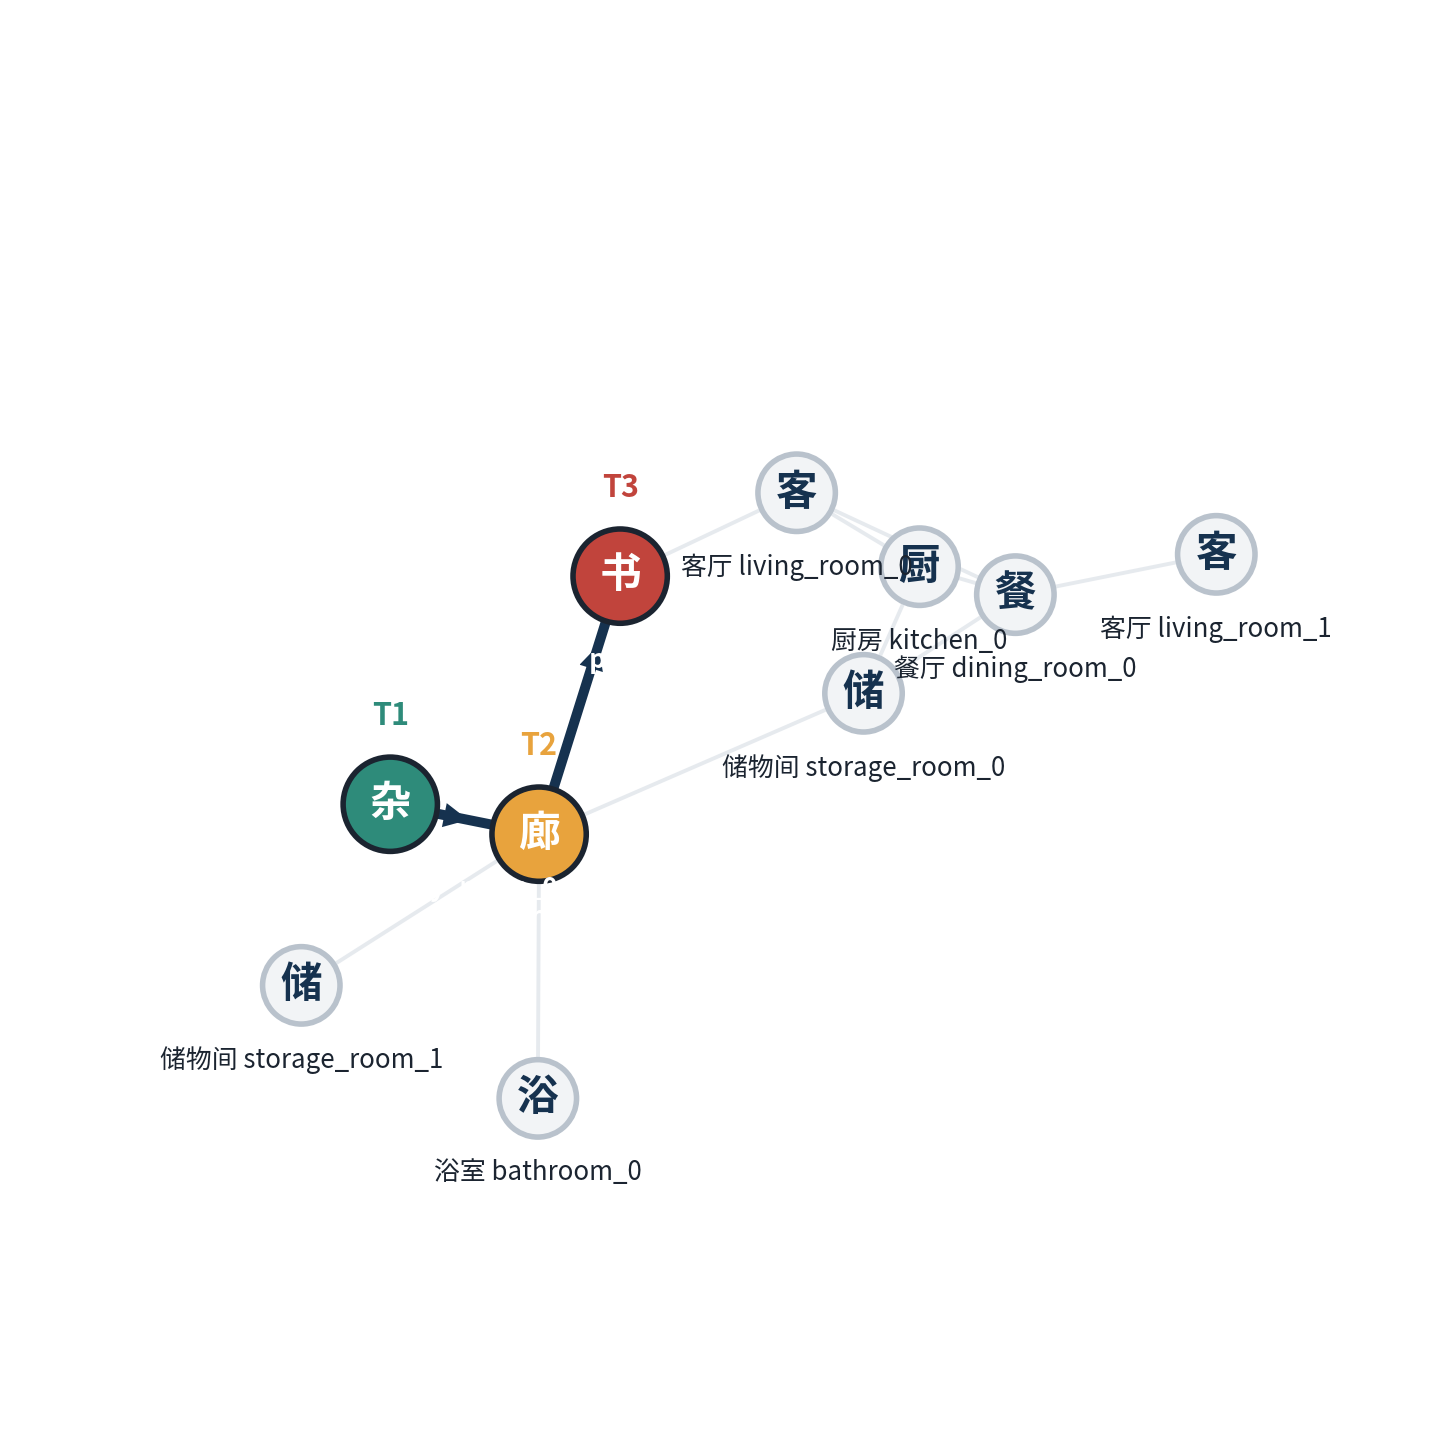 客
T3
客
厨
书
客厅 living_room_0
餐
客厅 living_room_1
厨房 kitchen_0
餐厅 dining_room_0
储
T1
T2
储物间 storage_room_0
杂
廊
储
储物间 storage_room_1
浴
浴室 bathroom_0